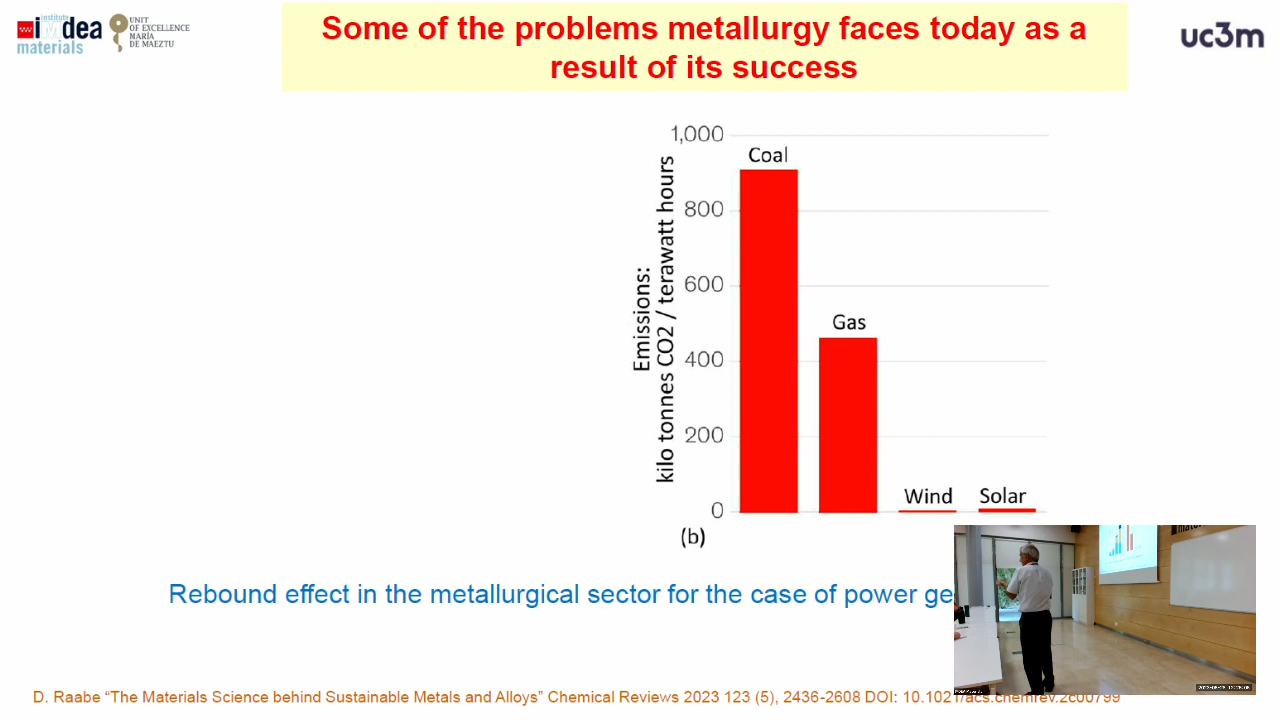 institute
imdea
materials
UNIT
OF EXCELLENCE
MARÍA
DE MAEZTU
Some of the problems metallurgy faces today as a
result of its success
uc3m
Emissions:
kilo tonnes CO2 / terawatt hours
1,000
800
600
400
200
0
Coal
Gas
Wind
Solar
(b)
Rebound effect in the metallurgical sector for the case of power ge
D. Raabe “The Materials Science behind Sustainable Metals and Alloys” Chemical Reviews 2023 123 (5), 2436-2608 DOI: 10.1021/acs.chemrev.2c00799